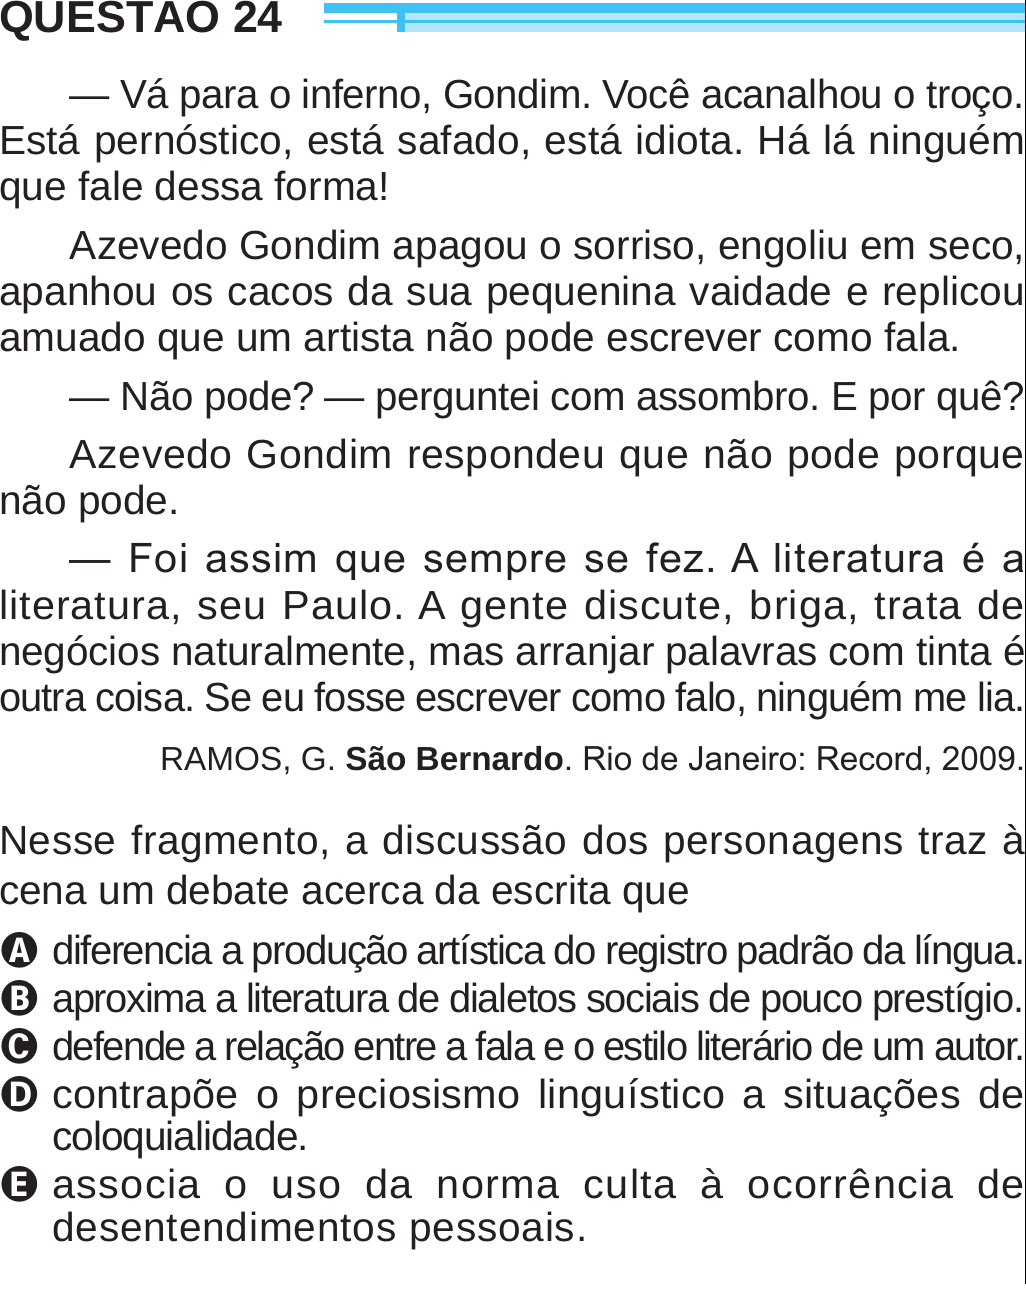 QUESTÃO 24
— Vá para o inferno, Gondim. Você acanalhou o troço.
Está pernóstico, está safado, está idiota. Há lá ninguém
que fale dessa forma!
Azevedo Gondim apagou o sorriso, engoliu em seco,
apanhou os cacos da sua pequenina vaidade e replicou
amuado que um artista não pode escrever como fala.
— Não pode? — perguntei com assombro. E por quê?
Azevedo Gondim respondeu que não pode porque
não pode.
— Foi assim que sempre se fez. A literatura é a
literatura, seu Paulo. A gente discute, briga, trata de
negócios naturalmente, mas arranjar palavras com tinta é
outra coisa. Se eu fosse escrever como falo, ninguém me lia.
RAMOS, G. São Bernardo. Rio de Janeiro: Record, 2009.
Nesse fragmento, a discussão dos personagens traz à
cena um debate acerca da escrita que
A diferencia a produção artística do registro padrão da língua.
B aproxima a literatura de dialetos sociais de pouco prestígio.
C defende a relação entre a fala e o estilo literário de um autor.
D contrapõe o preciosismo linguístico a situações de
coloquialidade.
E associa o uso da norma culta à ocorrência de
desentendimentos pessoais.